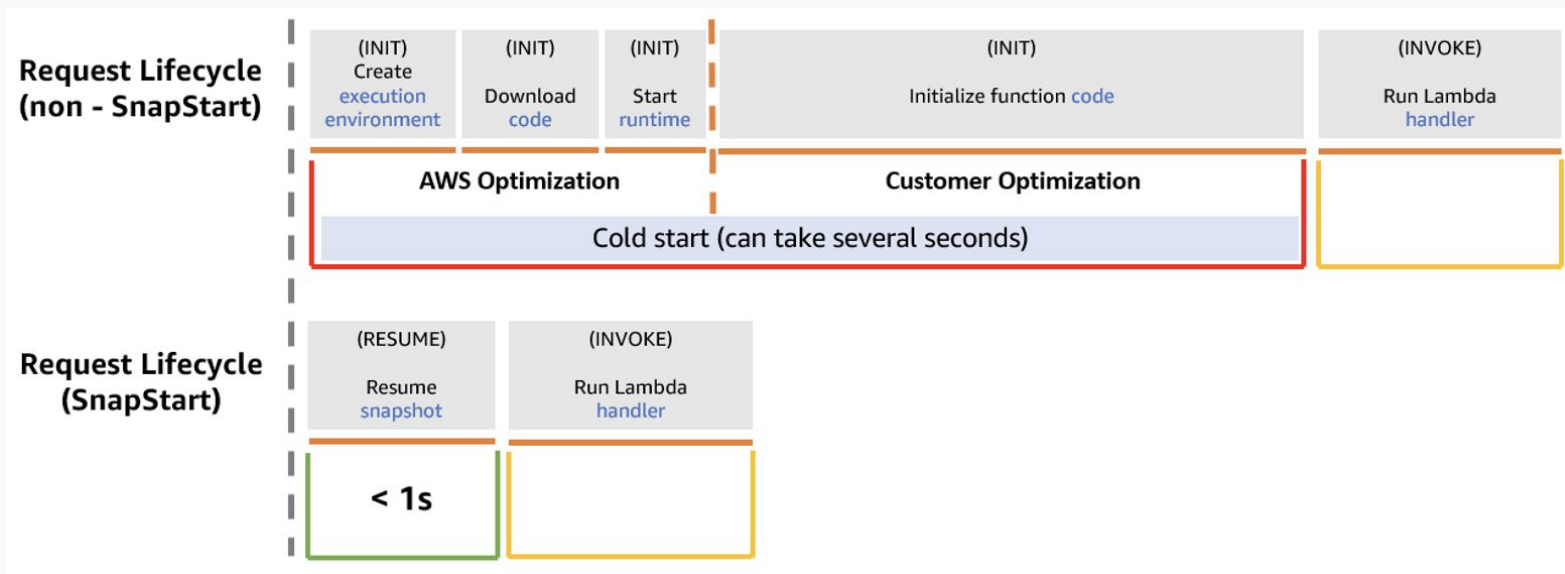 Request Lifecycle
(non - SnapStart)
(INIT)
Create
execution
environment
(INIT)
Download
code
(INIT)
Start
runtime
(INIT)
Initialize function code
(INVOKE)
Run Lambda
handler
AWS Optimization
Customer Optimization
Cold start (can take several seconds)
Request Lifecycle
(SnapStart)
(RESUME)
Resume
snapshot
(INVOKE)
Run Lambda
handler
< 1s